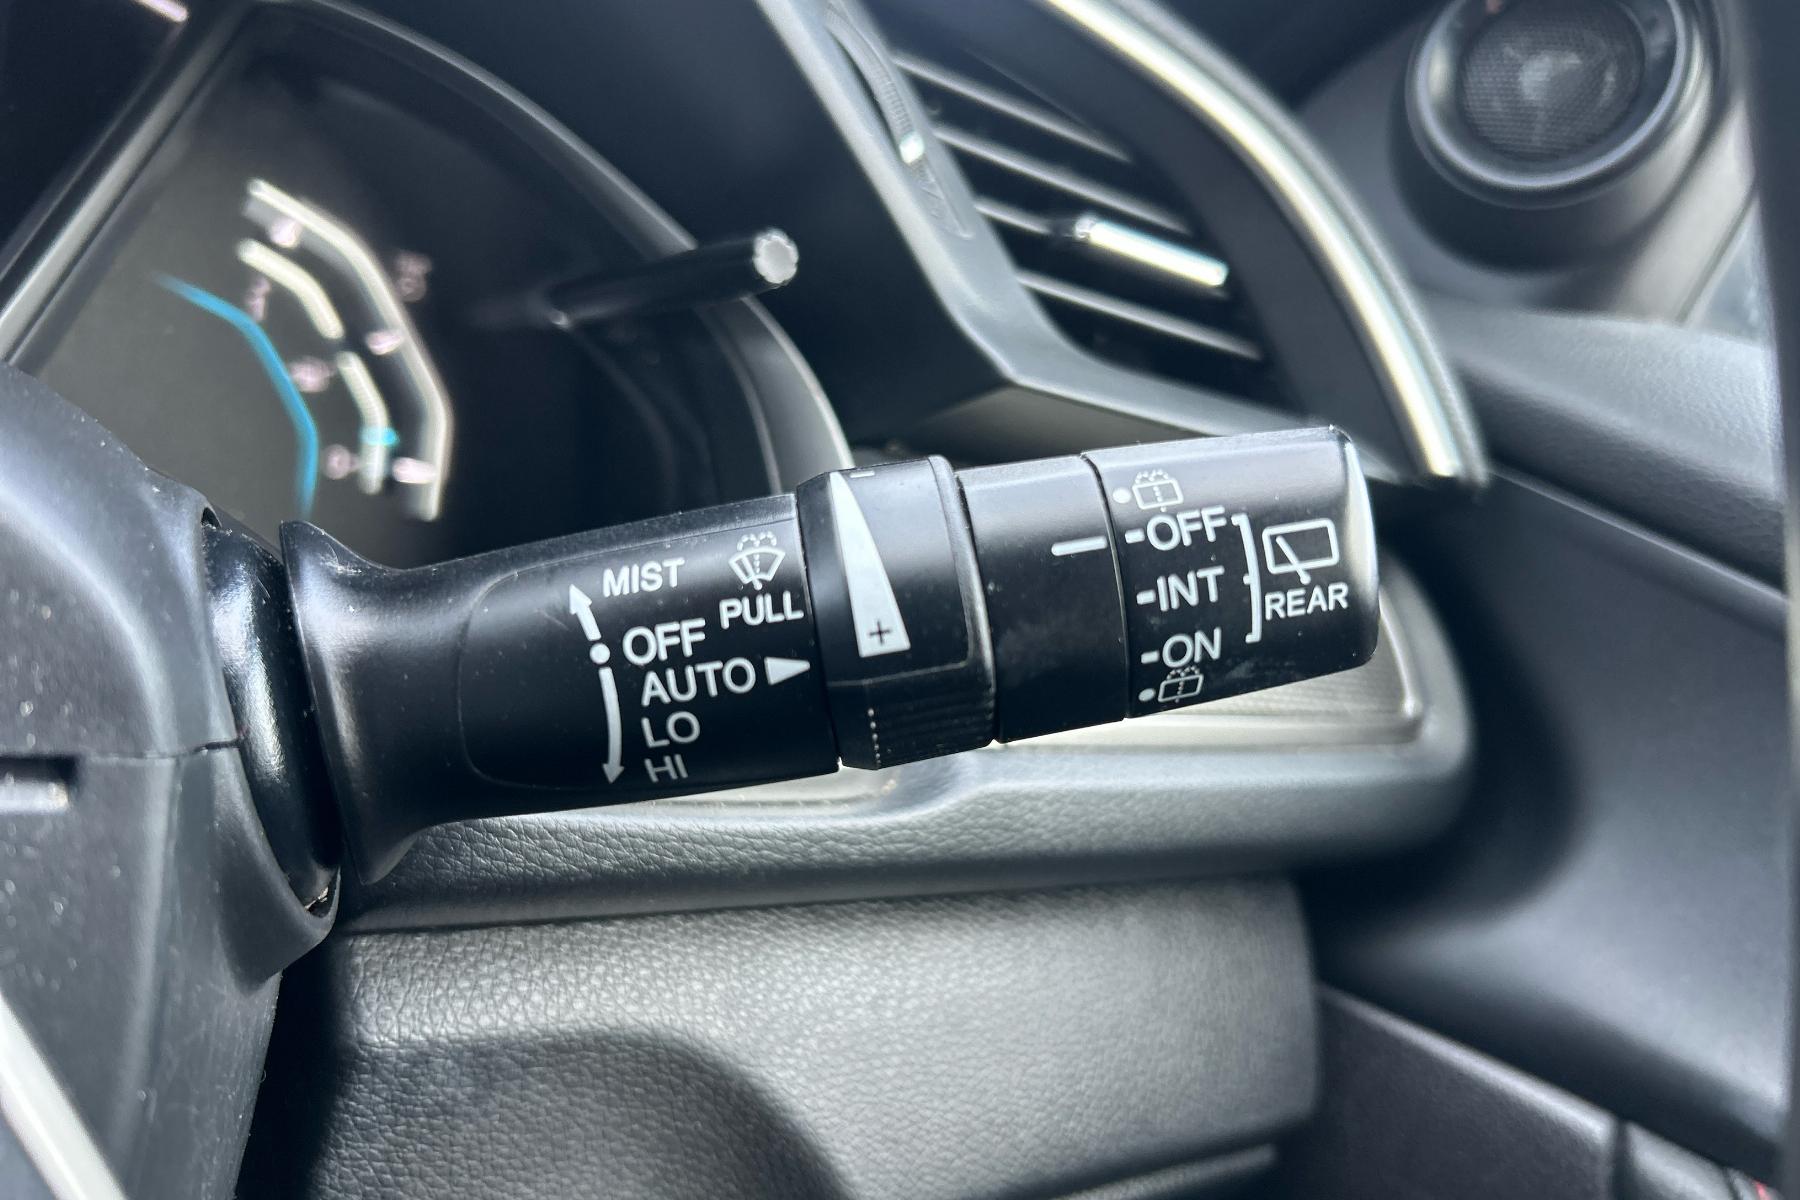 MIST
PULL
OFF
AUTO
LO
HI
-
+
-OFF
-INT
-ON
REAR